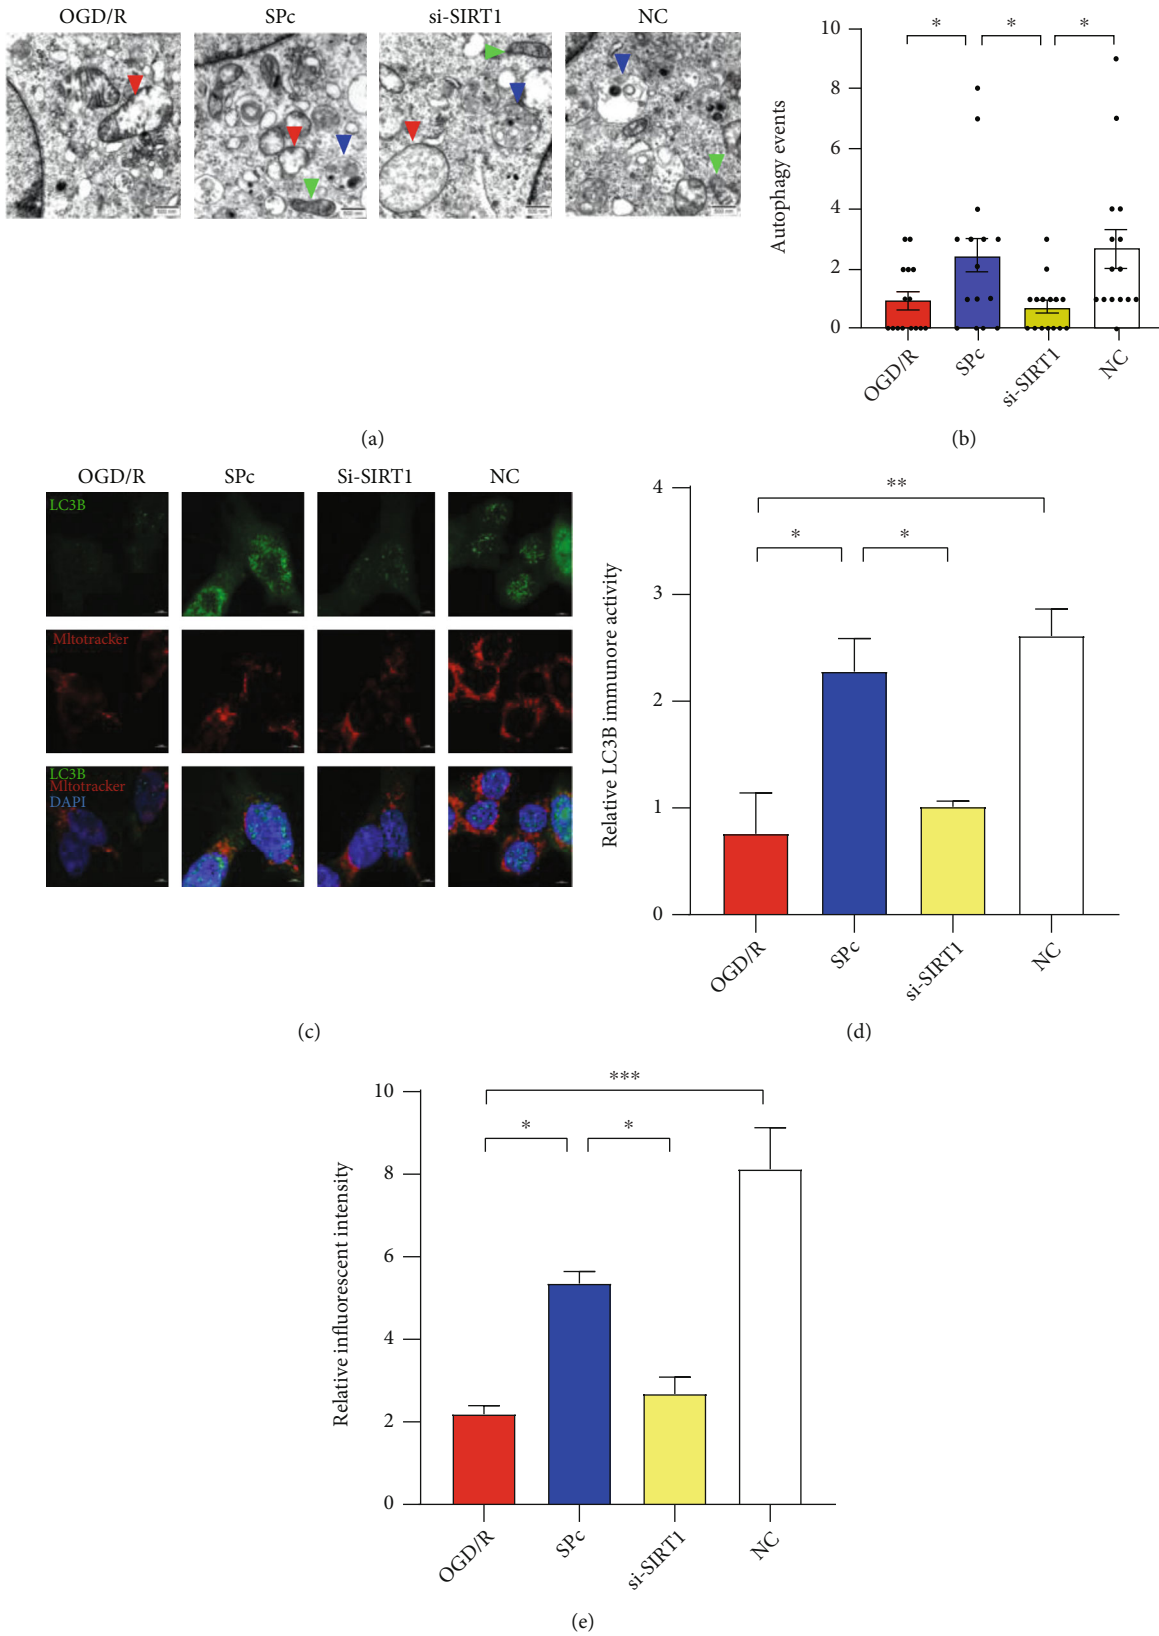 OGD/R SPc si-SIRT1 NC
(a)
Autophagy events
10
8
6
4
2
0
* * *
OGD/R SPc si-SIRT1 NC
(b)
OGD/R SPc Si-SIRT1 NC
LC3B
MItotracker
LC3B
MItotracker
DAPI
(c)
Relative LC3B immunore activity
4
3
2
1
0
**
* *
OGD/R SPc si-SIRT1 NC
(d)
Relative influorescent intensity
10
8
6
4
2
0
***
* *
OGD/R SPc si-SIRT1 NC
(e)